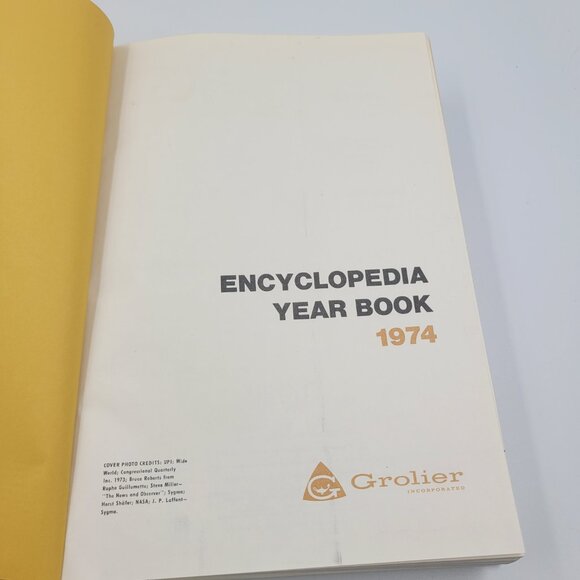 ENCYCLOPEDIA
YEAR BOOK
1974
COVER PHOTO CREDITS: UPI; Wide
World; Congressional Quarterly
Inc. 1973; Bruce Roberts from
Rapho Guillumette; Steve Miller—
"The News and Observer"; Sygma;
Horst Shäfer; NASA; J. P. Laffont—
Sygma.
G Grolier
INCORPORATED